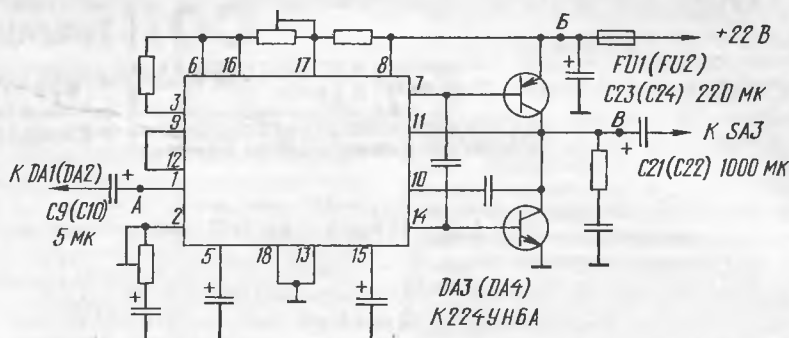 Б
+22 В
6
16
17
8
FU1(FU2)
7
C23(C24) 220 МК
3
11
В
9
К SA3
12
К DA1(DA2)
+
1
10
+
C21(C22) 1000 МК
А
C9(C10)
2
14
5 МК
5
18
13
15
DA3 (DA4)
К224УН6А
+
+
+
+